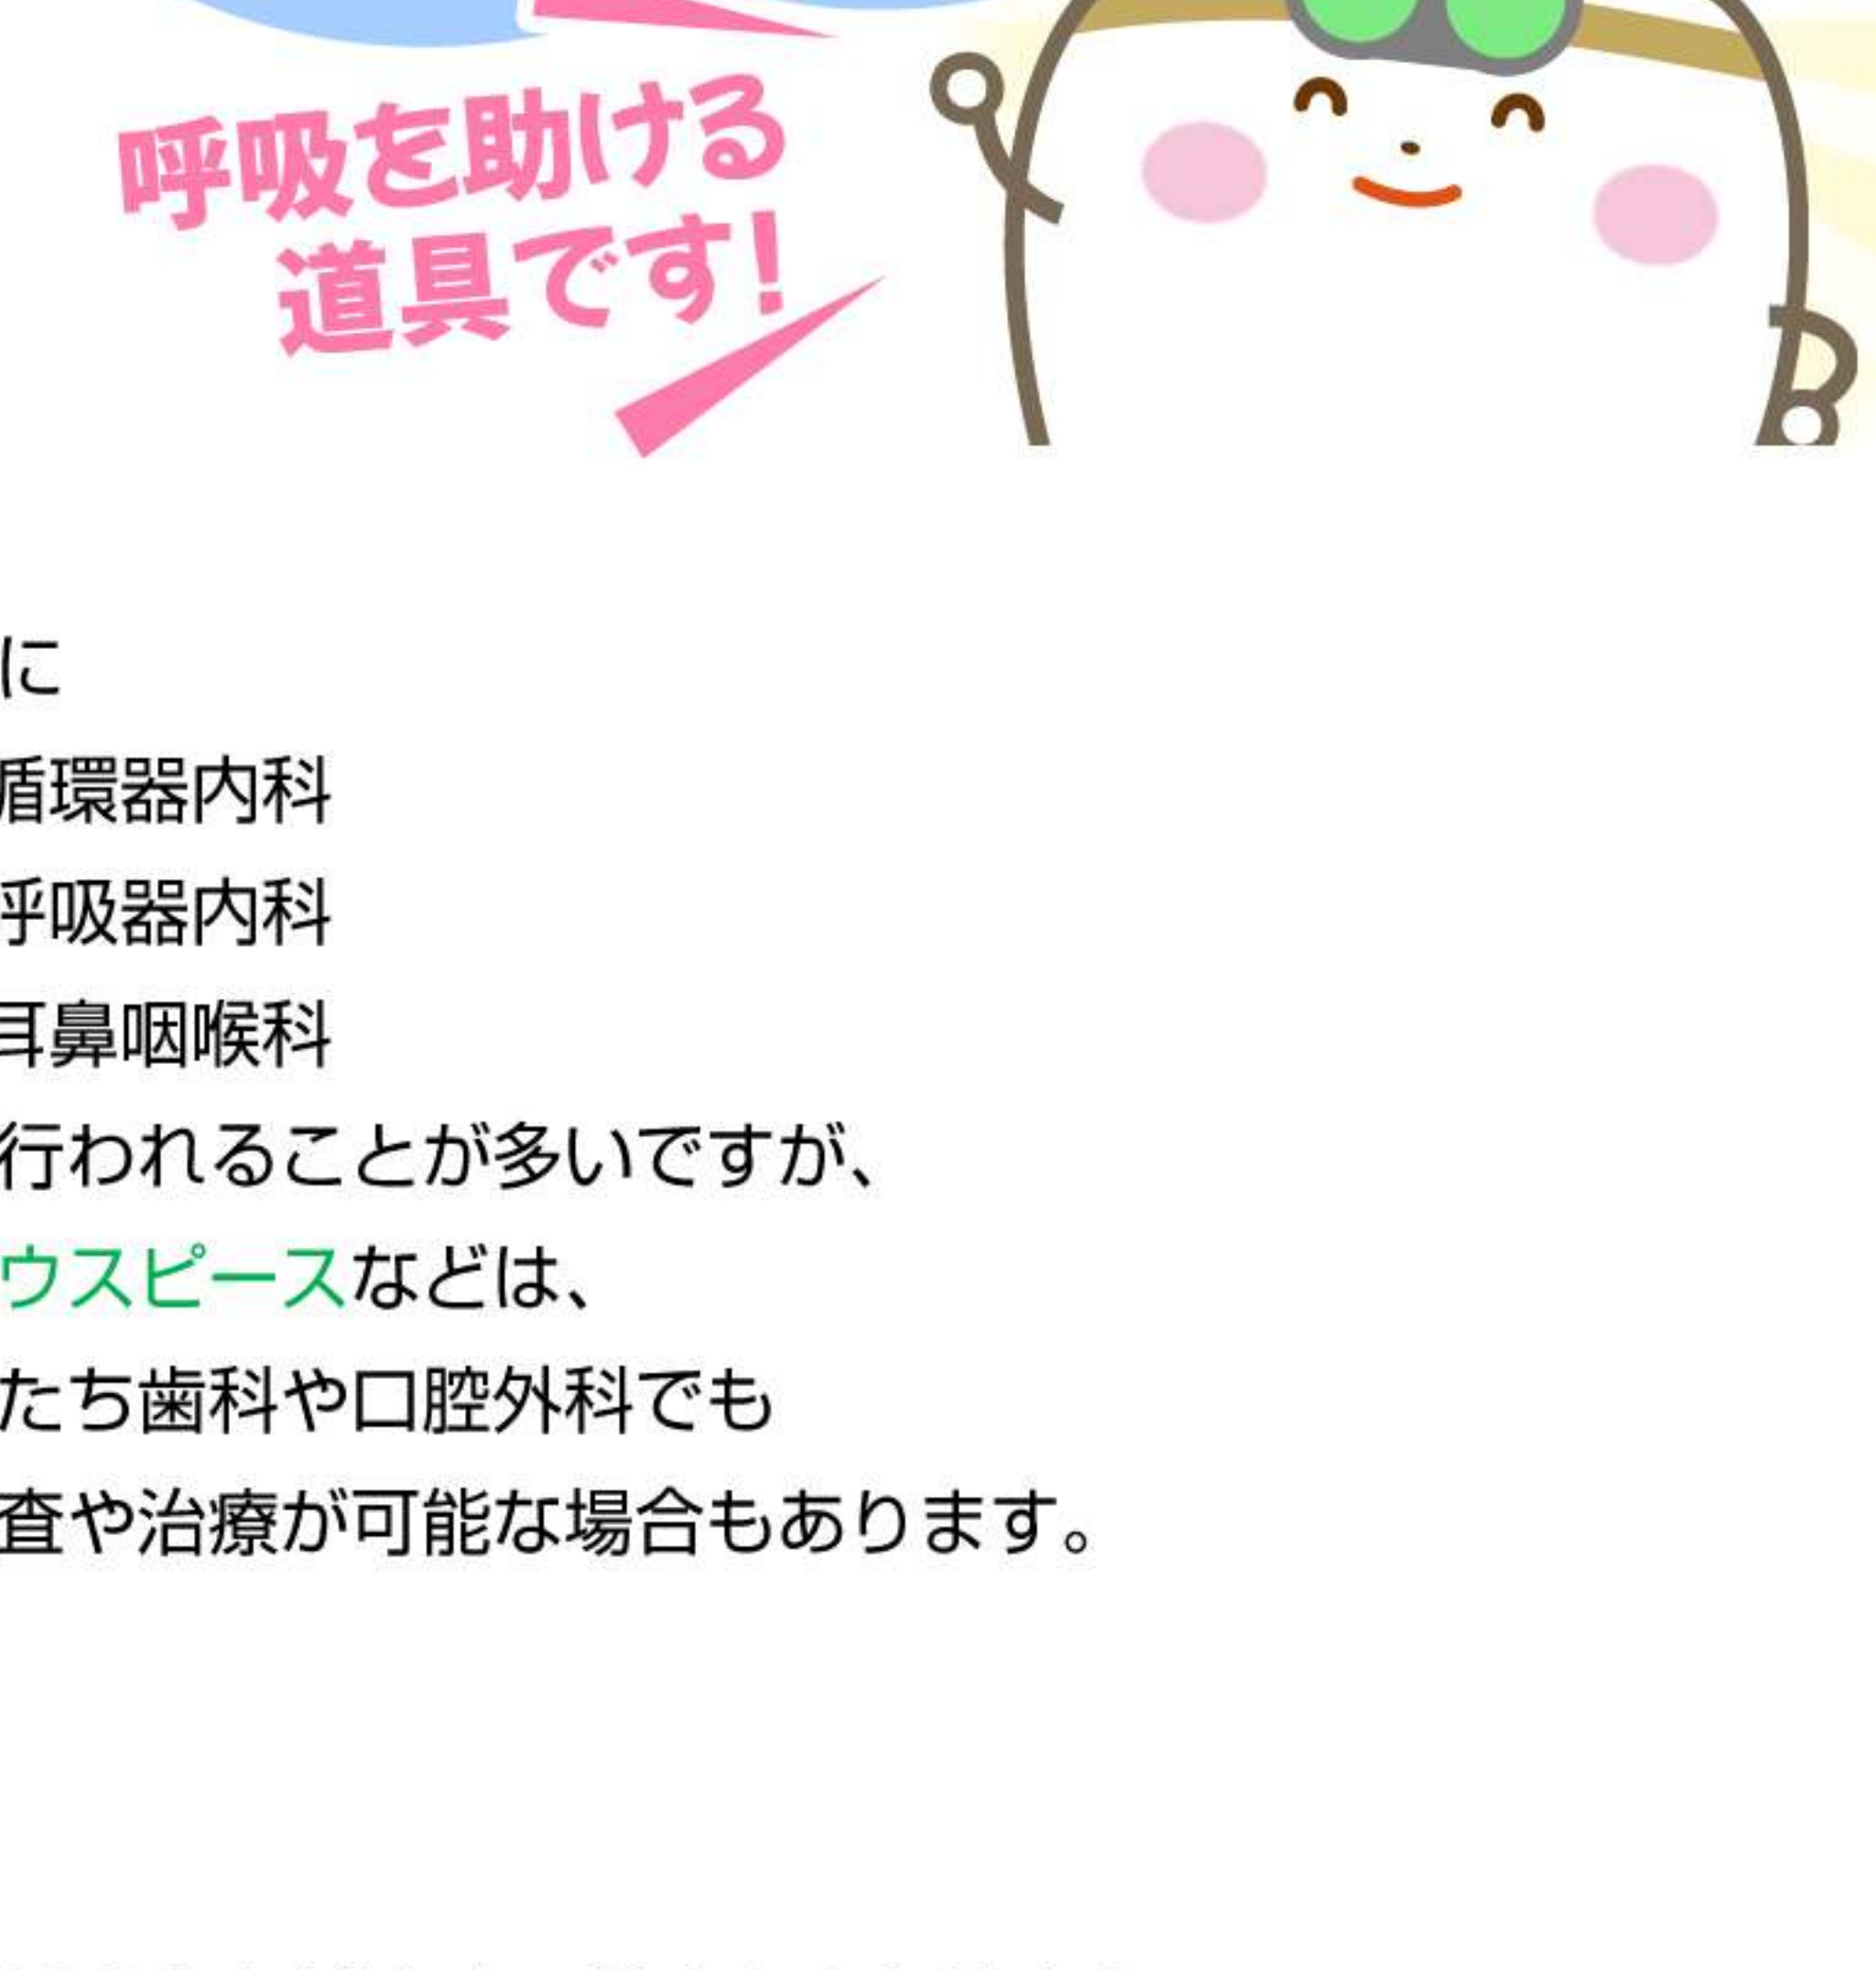 呼吸を助ける
道具です！
に
循環器内科
呼吸器内科
耳鼻咽喉科
行われることが多いですが、
ウスピースなどは、
たち歯科や口腔外科でも
査や治療が可能な場合もあります。